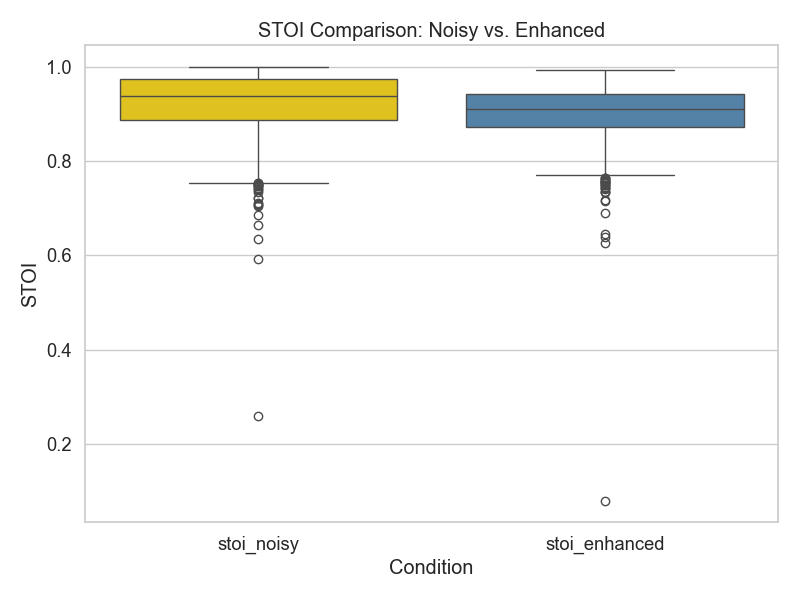 STOI Comparison: Noisy vs. Enhanced
1.0
0.8
0.6
0.4
0.2
STOI
stoi_noisy
stoi_enhanced
Condition